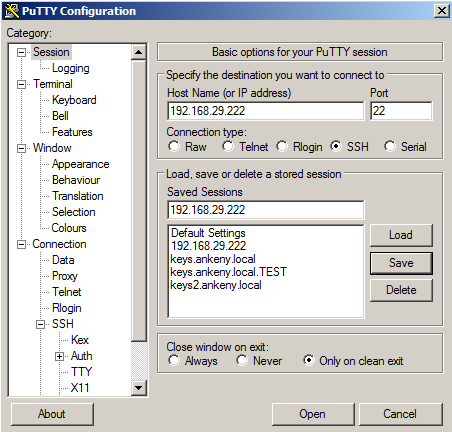 PuTTY Configuration
Category:
Session
Logging
Terminal
Keyboard
Bell
Features
Window
Appearance
Behaviour
Translation
Selection
Colours
Connection
Data
Proxy
Telnet
Rlogin
SSH
Kex
Auth
TTY
X11
Basic options for your PuTTY session
Specify the destination you want to connect to
Host Name (or IP address) Port
192.168.29.222 22
Connection type:
Raw Telnet Rlogin SSH Serial
Load, save or delete a stored session
Saved Sessions
192.168.29.222
Default Settings
192.168.29.222
keys.ankeny.local
keys.ankeny.local.TEST
keys2.ankeny.local
Load
Save
Delete
Close window on exit:
Always Never Only on clean exit
About Open Cancel